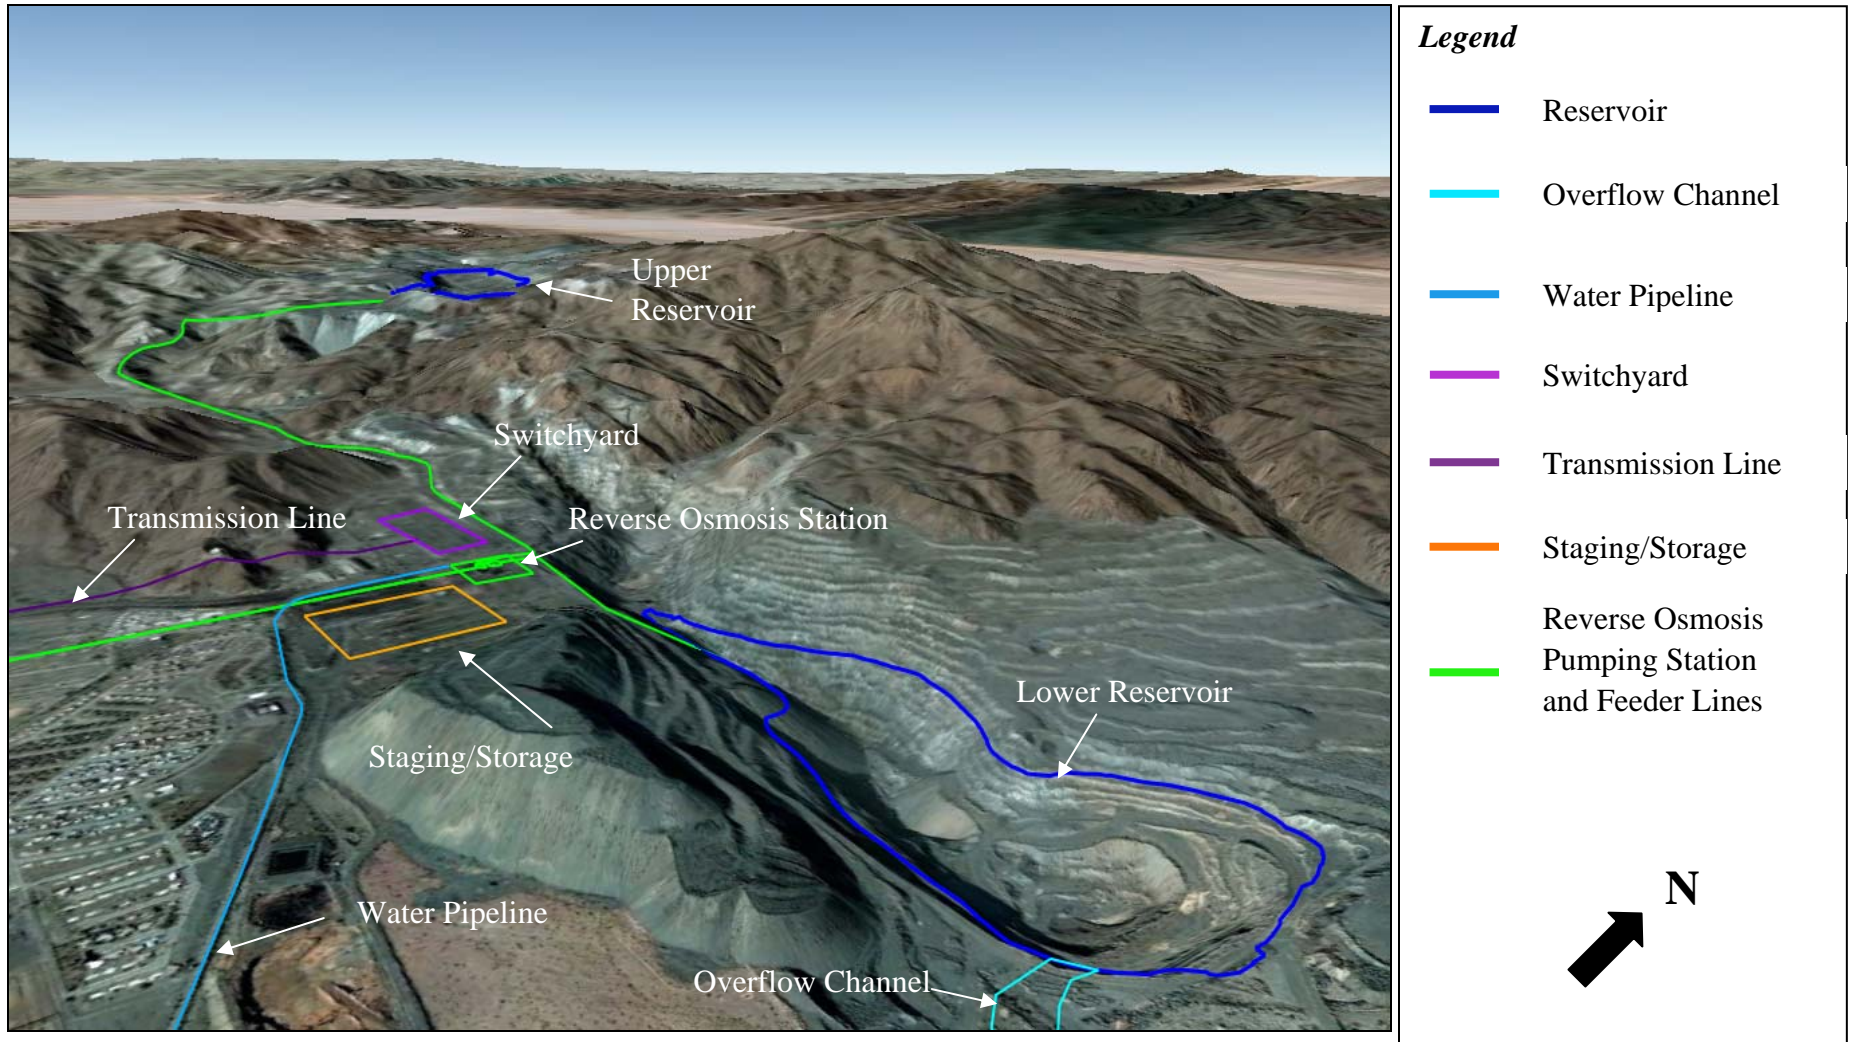 Upper
Reservoir
Switchyard
Transmission Line
Reverse Osmosis Station
Lower Reservoir
Staging/Storage
Water Pipeline
Overflow Channel
Legend
Reservoir
Overflow Channel
Water Pipeline
Switchyard
Transmission Line
Staging/Storage
Reverse Osmosis
Pumping Station
and Feeder Lines
N